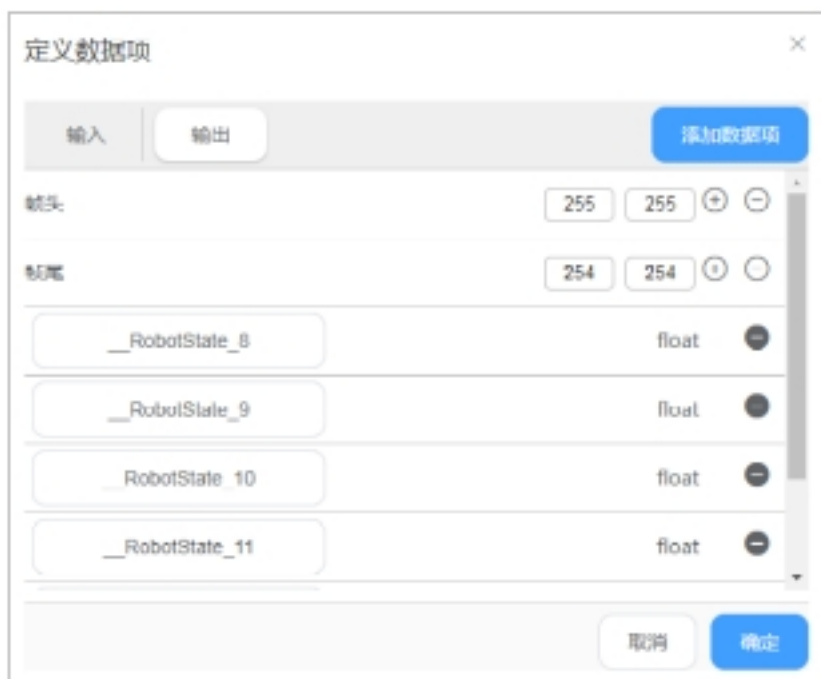 定义数据项
输入 输出 添加数据项
帧头 255 255
帧尾 254 254
__RobotState_8 float
__RobotState_9 float
__RobotState_10 float
__RobotState_11 float
取消 确定